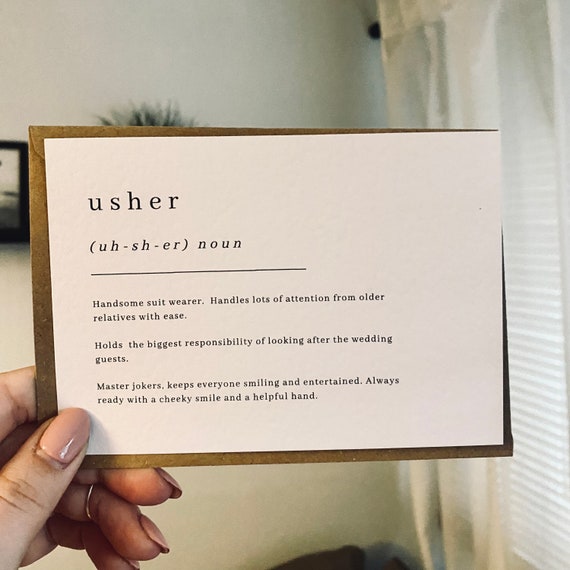 usher
(uh-sh-er) noun
Handsome suit wearer. Handles lots of attention from older
relatives with ease.
Holds the biggest responsibility of looking after the wedding
guests.
Master jokers, keeps everyone smiling and entertained. Always
ready with a cheeky smile and a helpful hand.